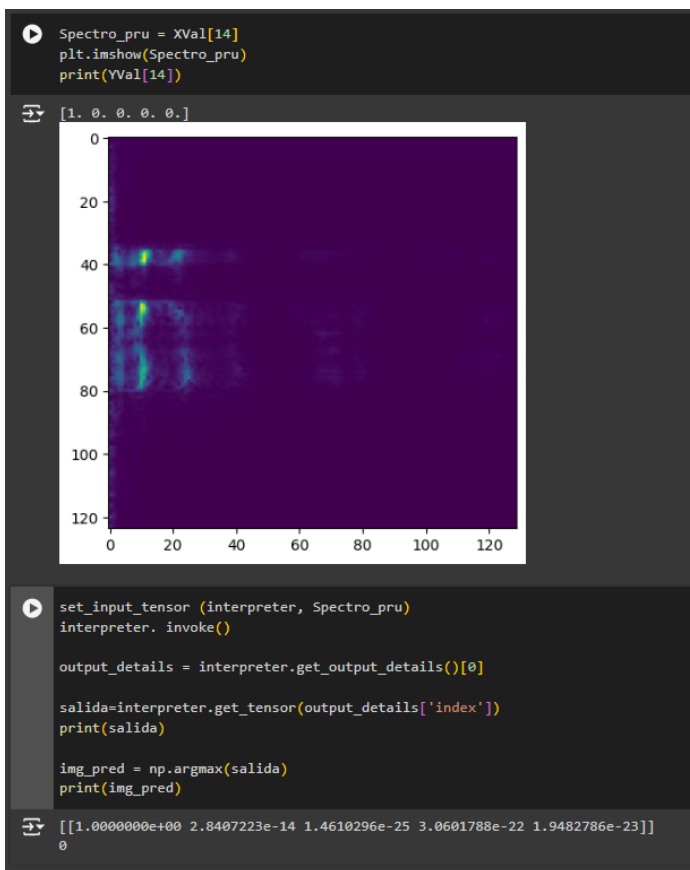 Spectro_pru = XVal[14]
plt.imshow(Spectro_pru)
print(YVal[14])
[1. 0. 0. 0. 0.]
0
20
40
60
80
100
120
0 20 40 60 80 100 120
set_input_tensor (interpreter, Spectro_pru)
interpreter. invoke()
output_details = interpreter.get_output_details()[0]
salida=interpreter.get_tensor(output_details['index'])
print(salida)
img_pred = np.argmax(salida)
print(img_pred)
[[1.0000000e+00 2.8407223e-14 1.4610296e-25 3.0601788e-22 1.9482786e-23]]
0